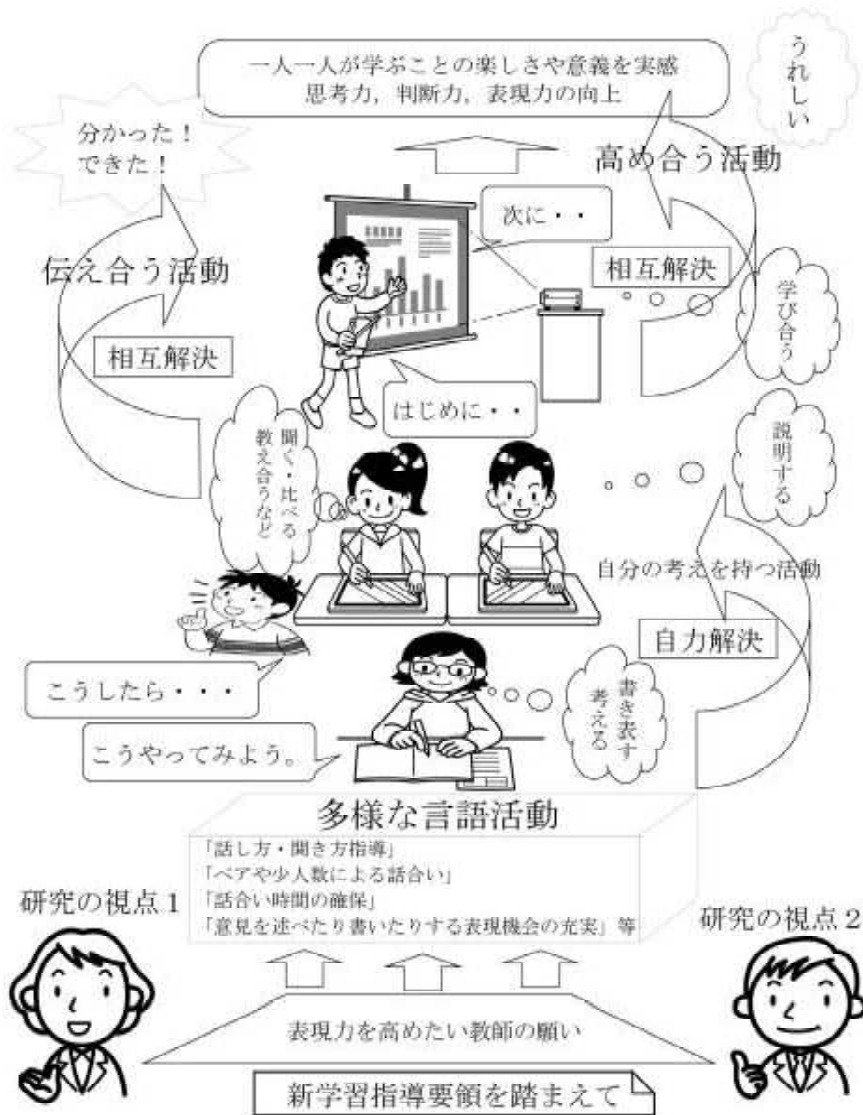 一人一人が学ぶことの楽しさや意義を実感
思考力，判断力，表現力の向上
うれしい
分かった！
できた！
高め合う活動
次に・・
伝え合う活動
相互解決
学び合う
相互解決
はじめに・・
聞く・比べる
教え合うなど
説明する
自分の考えを持つ活動
自力解決
こうしたら・・・
書き表す
考える
こうやってみよう。
多様な言語活動
「話し方・聞き方指導」
「ペアや少人数による話合い」
「話合い時間の確保」
「意見を述べたり書いたりする表現機会の充実」等
研究の視点１
研究の視点２
表現力を高めたい教師の願い
新学習指導要領を踏まえて